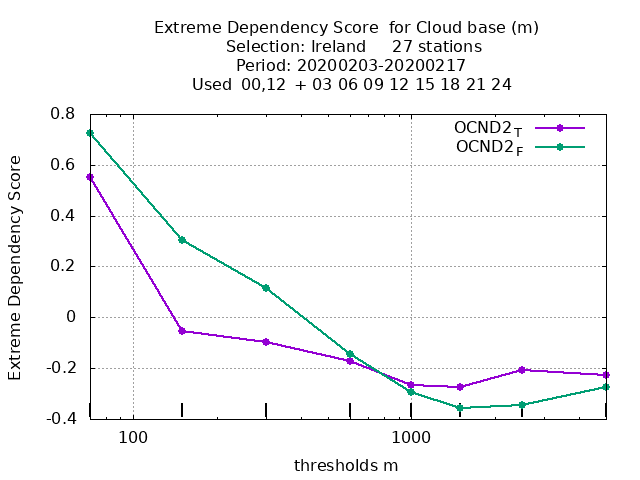 Extreme Dependency Score  for Cloud base (m)
Selection: Ireland     27 stations
Period: 20200203-20200217
Used  00,12  + 03 06 09 12 15 18 21 24
OCND2T
OCND2F
0.8
0.6
0.4
0.2
0
-0.2
-0.4
Extreme Dependency Score
100
1000
thresholds m